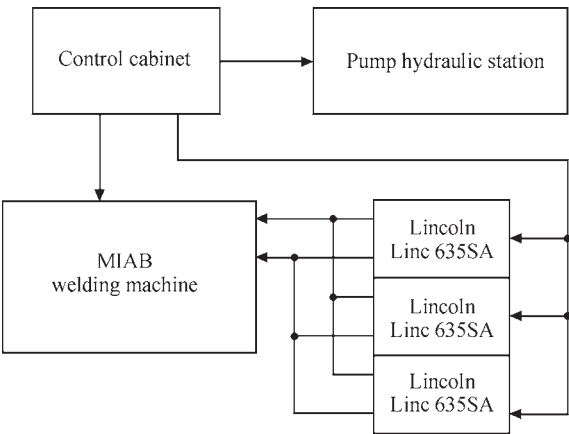 Control cabinet
Pump hydraulic station
MIAB
welding machine
Lincoln
Linc 635SA
Lincoln
Linc 635SA
Lincoln
Linc 635SA